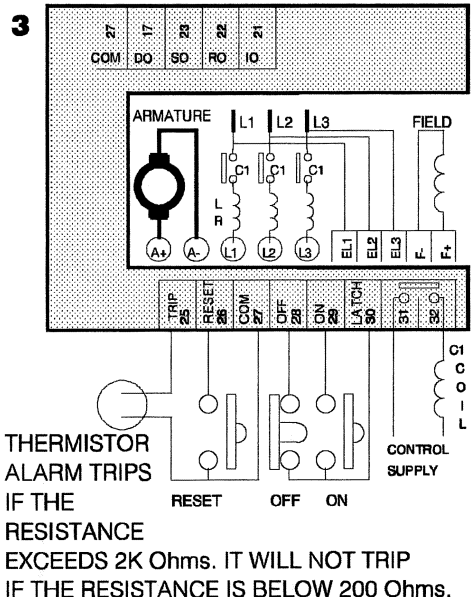 3
27 17 23 22 21
COM DO SO RO IO
ARMATURE L1 L2 L3 FIELD
C1 C1 C1
L
R
A+ A- L1 L2 L3 EL1 EL2 EL3 F- F+
TRIP RESET COM OFF ON LATCH
25 26 27 28 29 30 31 32
C1
C
O
I
L
CONTROL
SUPPLY
RESET OFF ON
THERMISTOR
ALARM TRIPS
IF THE
RESISTANCE
EXCEEDS 2K Ohms. IT WILL NOT TRIP
IF THE RESISTANCE IS BELOW 200 Ohms.